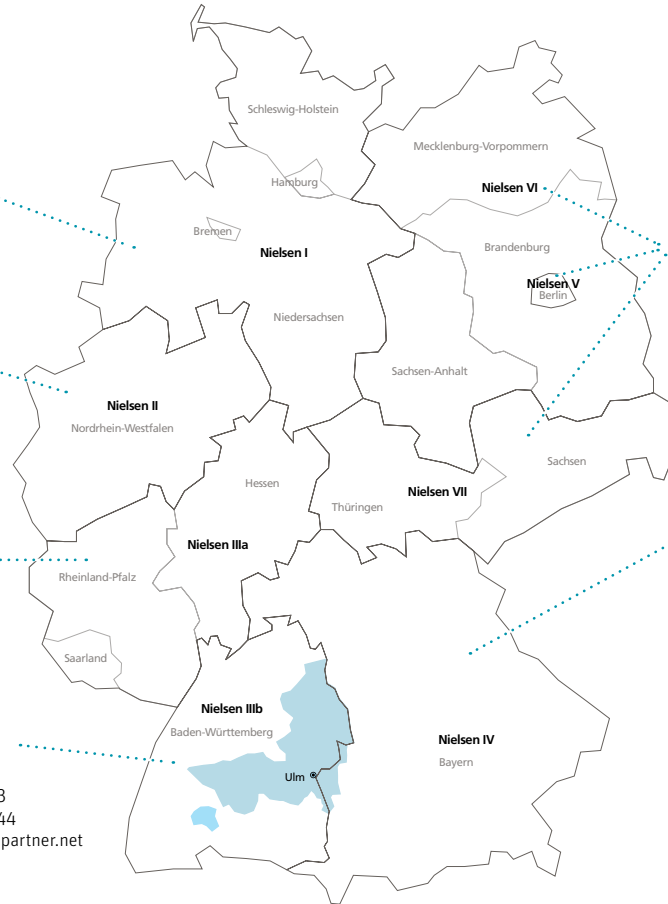 Schleswig-Holstein
Mecklenburg-Vorpommern
Hamburg
Nielsen VI
Bremen
Nielsen I
Brandenburg
Nielsen V
Berlin
Niedersachsen
Sachsen-Anhalt
Nielsen II
Nordrhein-Westfalen
Hessen
Sachsen
Nielsen VII
Thüringen
Nielsen IIIa
Rheinland-Pfalz
Saarland
Nielsen IIIb
Baden-Württemberg
Nielsen IV
Bayern
Ulm
3
44
partner.net